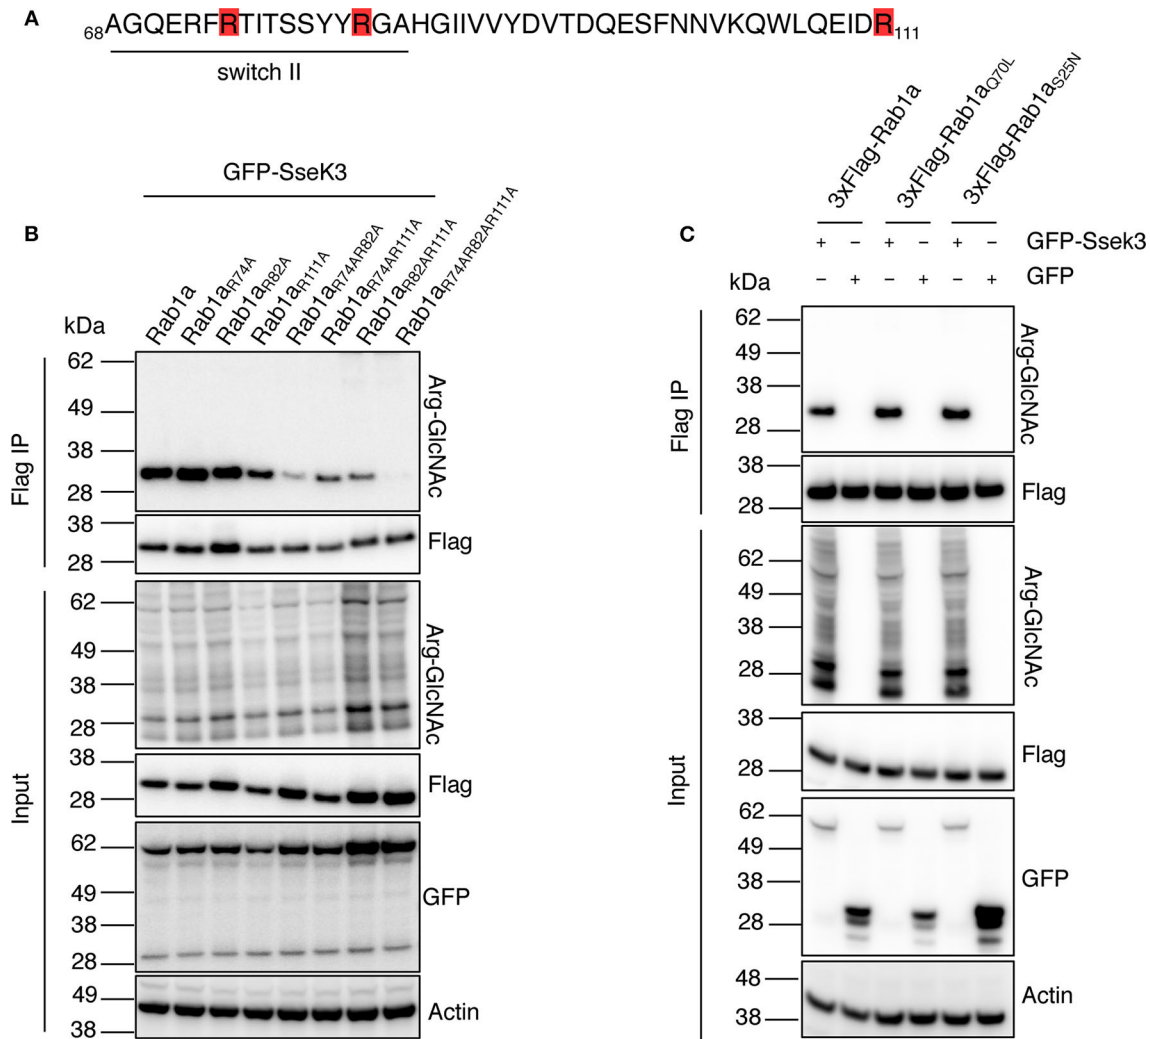 A
68AGQERFRTITSSYYRGAHGIIVVYDVTDQESFNNVKQWLQEIDR111
switch II
GFP-SseK3
B
Rab1a
Rab1aR74A
Rab1aR82A
Rab1aR111A
Rab1aR74AR82A
Rab1aR74AR111A
Rab1aR82AR111A
Rab1aR74AR82AR111A
kDa
Flag IP
62
49
38
28
Arg-GlcNAc
38
28
Flag
Input
62
49
38
28
Arg-GlcNAc
38
28
Flag
62
49
38
28
GFP
49
38
Actin
C
3xFlag-Rab1a
3xFlag-Rab1aQ70L
3xFlag-Rab1aS25N
+ − + − + − GFP-Ssek3
− + − + − + GFP
kDa
Flag IP
62
49
38
28
Arg-GlcNAc
38
28
Flag
Input
62
49
38
28
Arg-GlcNAc
38
28
Flag
62
49
38
28
GFP
48
38
Actin